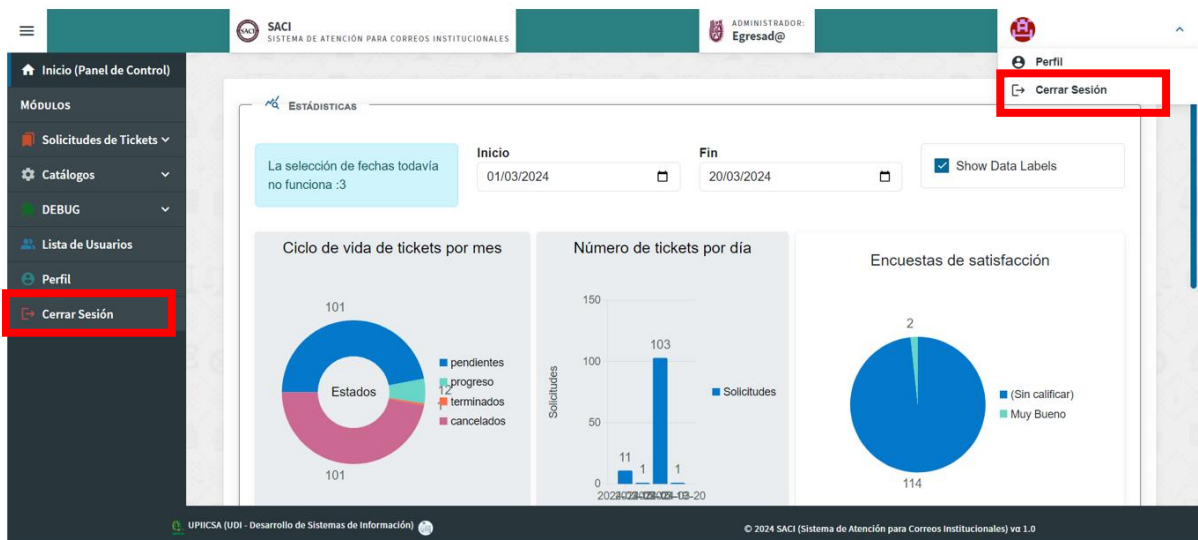 SACI
SISTEMA DE ATENCIÓN PARA CORREOS INSTITUCIONALES
ADMINISTRADOR:
Egresad@
Perfil
Cerrar Sesión
Inicio (Panel de Control)
MÓDULOS
Solicitudes de Tickets
Catálogos
DEBUG
Lista de Usuarios
Perfil
Cerrar Sesión
ESTÁDISTICAS
La selección de fechas todavía
no funciona :3
Inicio
01/03/2024
Fin
20/03/2024
Show Data Labels
Ciclo de vida de tickets por mes
101
Estados
12
1
101
pendientes
progreso
terminados
cancelados
Número de tickets por día
Solicitudes
150
100
50
0
11
1
103
1
Solicitudes
Encuestas de satisfacción
2
114
(Sin calificar)
Muy Bueno
UPIICSA (UDI - Desarrollo de Sistemas de Información)
© 2024 SACI (Sistema de Atención para Correos Institucionales) vα 1.0